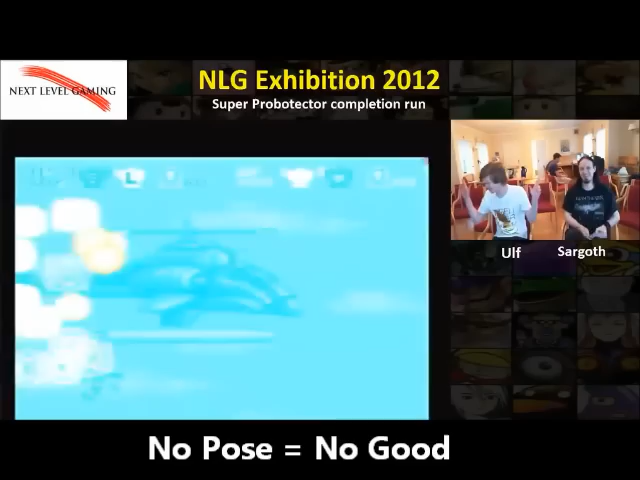 NEXT LEVEL GAMING
NLG Exhibition 2012
Super Probotector completion run
L
Ulf
Sargoth
No Pose = No Good